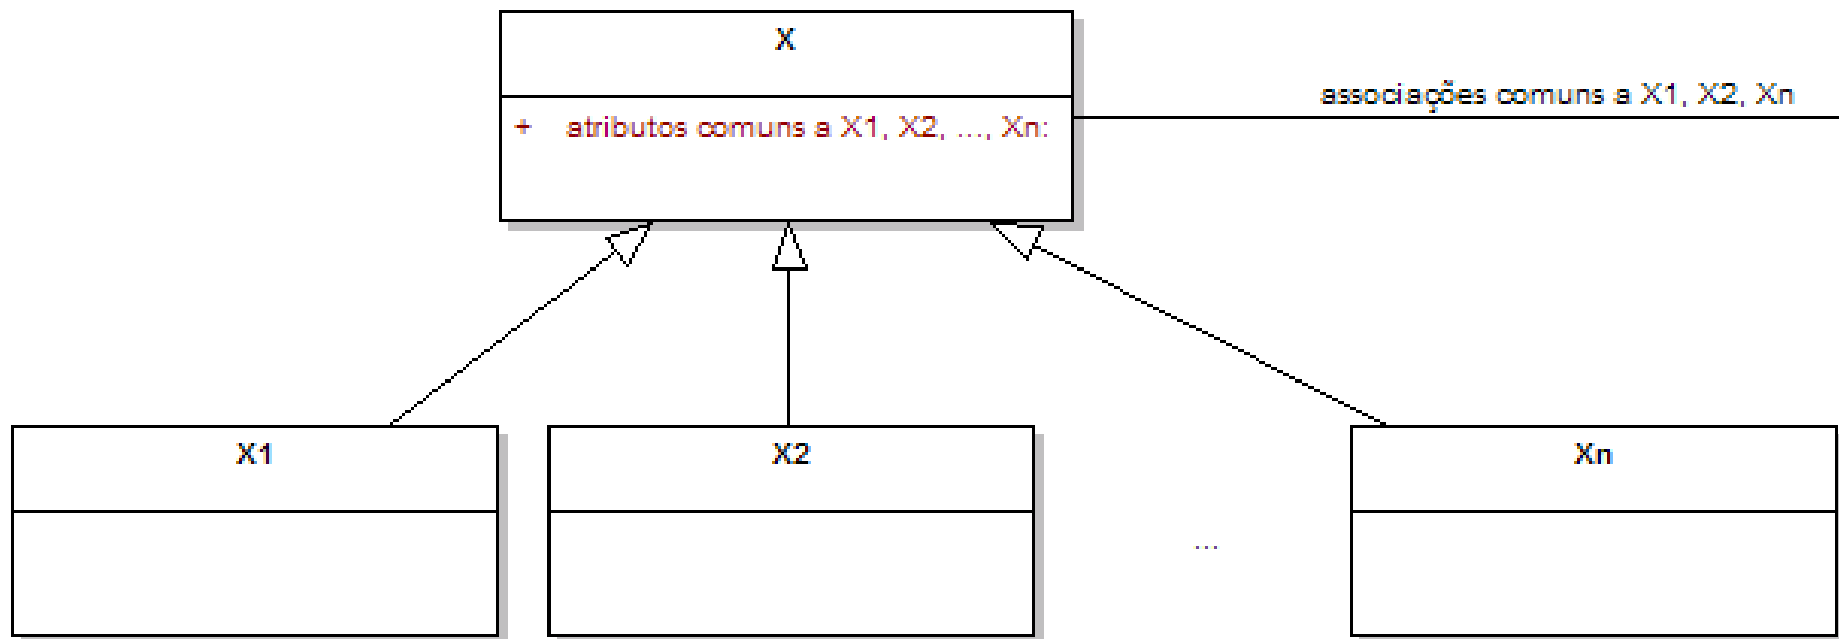 X
associações comuns a X1, X2, Xn
+ atributos comuns a X1, X2, ..., Xn:
X1
X2
...
Xn